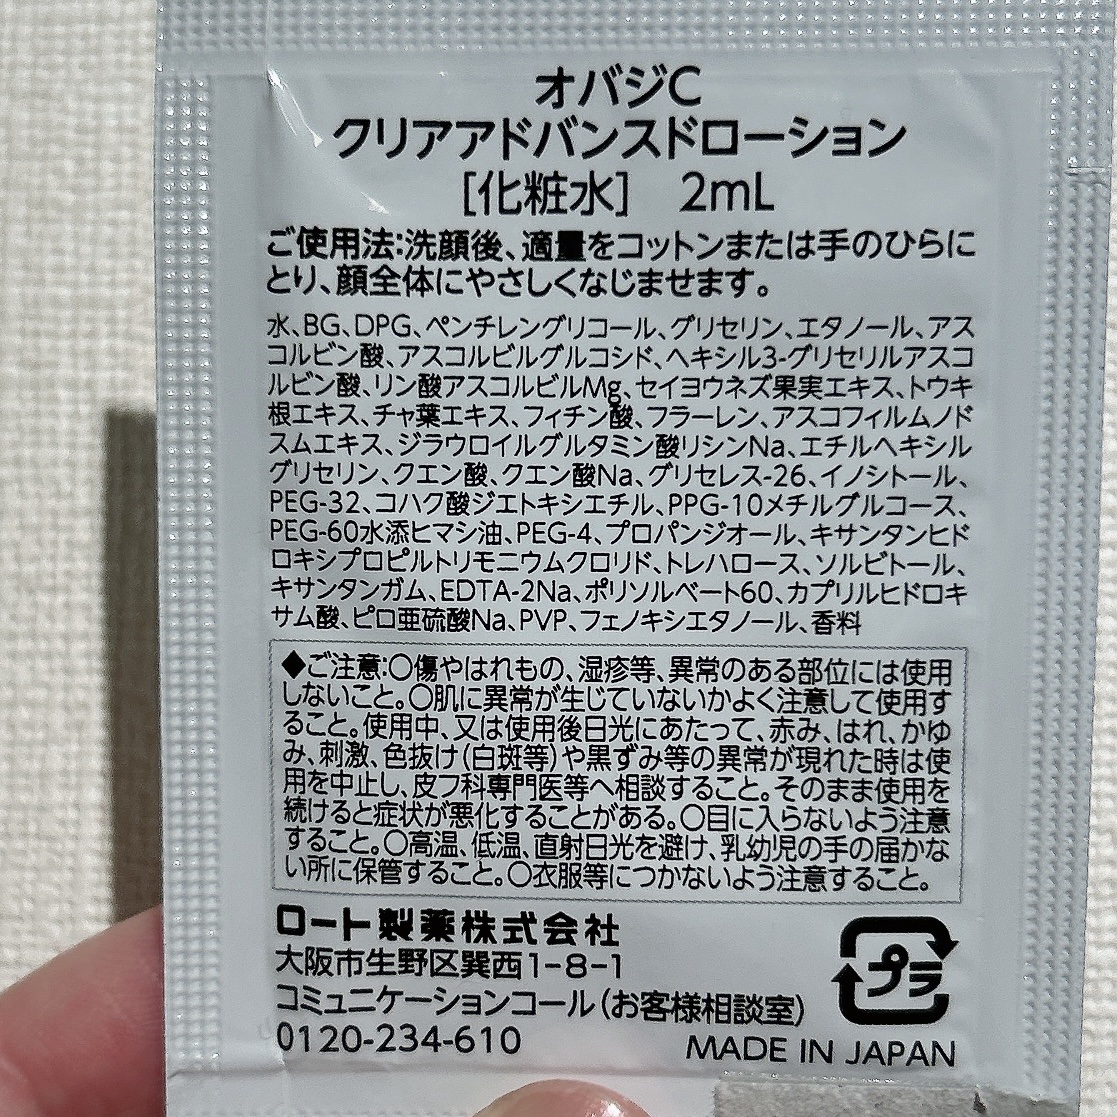 オバジC
クリアアドバンスドローション
[化粧水] 2mL
ご使用法:洗顔後、適量をコットンまたは手のひらに
とり、顔全体にやさしくなじませます。
水、BG、DPG、ペンチレングリコール、グリセリン、エタノール、アス
コルビン酸、アスコルビルグルコシド、ヘキシル3-グリセリルアスコ
ルビン酸、リン酸アスコルビルMg、セイヨウネズ果実エキス、トウキ
根エキス、チャ葉エキス、フィチン酸、フラーレン、アスコフィルムノド
スムエキス、ジラウロイルグルタミン酸リシンNa、エチルヘキシル
グリセリン、クエン酸、クエン酸Na、グリセレス-26、イノシトール、
PEG-32、コハク酸ジエトキシエチル、PPG-10メチルグルコース、
PEG-60水添ヒマシ油、PEG-4、プロパンジオール、キサンタンヒド
ロキシプロピルトリモニウムクロリド、トレハロース、ソルビトール、
キサンタンガム、EDTA-2Na、ポリソルベート60、カプリルヒドロキ
サム酸、ピロ亜硫酸Na、PVP、フェノキシエタノール、香料
◆ご注意:○傷やはれもの、湿疹等、異常のある部位には使用
しないこと。○肌に異常が生じていないかよく注意して使用す
ること。使用中、又は使用後日光にあたって、赤み、はれ、かゆ
み、刺激、色抜け(白斑等)や黒ずみ等の異常が現れた時は使
用を中止し、皮フ科専門医等へ相談すること。そのまま使用を
続けると症状が悪化することがある。○目に入らないよう注意
すること。○高温、低温、直射日光を避け、乳幼児の手の届かな
い所に保管すること。○衣服等につかないよう注意すること。
ロート製薬株式会社
大阪市生野区巽西1-8-1
コミュニケーションコール(お客様相談室)
0120-234-610
プラ
MADE IN JAPAN